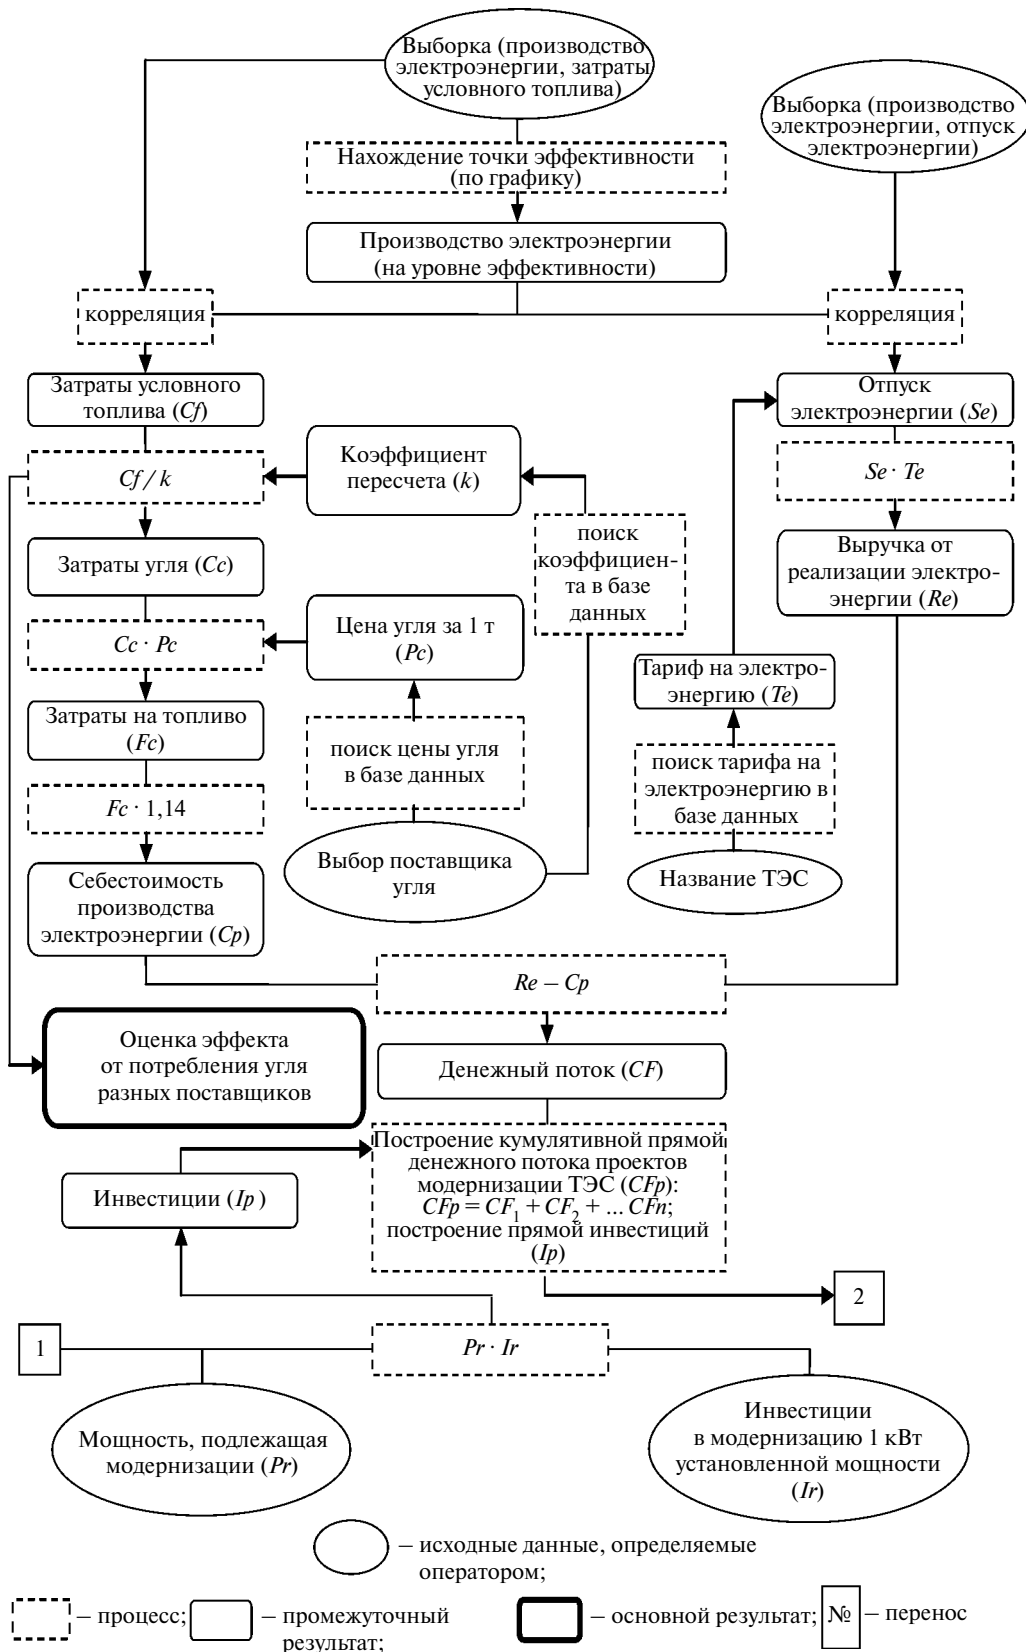 Выборка (производство
электроэнергии, затраты
условного топлива)
Выборка (производство
электроэнергии, отпуск
электроэнергии)
Нахождение точки эффективности
(по графику)
Производство электроэнергии
(на уровне эффективности)
корреляция
корреляция
Затраты условного
топлива (Cf)
Отпуск
электроэнергии (Se)
Cf / k
Коэффициент
пересчета (k)
Se · Te
поиск
коэффициен-
та в базе
данных
Затраты угля (Cc)
Выручка от
реализации электро-
энергии (Re)
Cc · Pc
Цена угля за 1 т
(Pc)
Тариф на электро-
энергию (Te)
Затраты на топливо
(Fc)
поиск цены угля
в базе данных
поиск тарифа на
электроэнергию в
базе данных
Fc · 1,14
Выбор поставщика
угля
Название ТЭС
Себестоимость
производства
электроэнергии (Cp)
Re – Cp
Оценка эффекта
от потребления угля
разных поставщиков
Денежный поток (CF)
Построение кумулятивной прямой
денежного потока проектов
модернизации ТЭС (CFp):
CFp = CF1 + CF2 + ... CFn;
построение прямой инвестиций
(Ip)
Инвестиции (Ip )
2
1
Pr · Ir
Мощность, подлежащая
модернизации (Pr)
Инвестиции
в модернизацию 1 кВт
установленной мощности
(Ir)
– исходные данные, определяемые
оператором;
– процесс;
– промежуточный
результат;
– основной результат;
№
– перенос